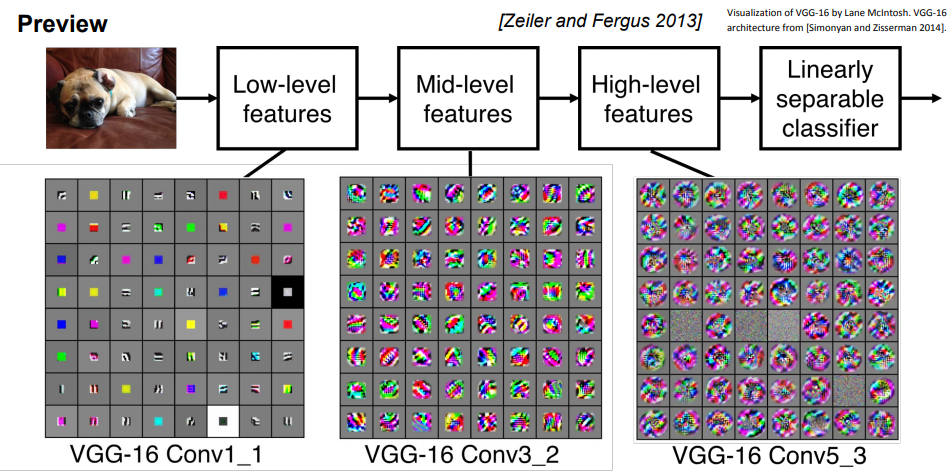 Preview
[Zeiler and Fergus 2013]
Visualization of VGG-16 by Lane McIntosh. VGG-16
architecture from [Simonyan and Zisserman 2014].
Low-level
features
Mid-level
features
High-level
features
Linearly
separable
classifier
VGG-16 Conv1_1
VGG-16 Conv3_2
VGG-16 Conv5_3